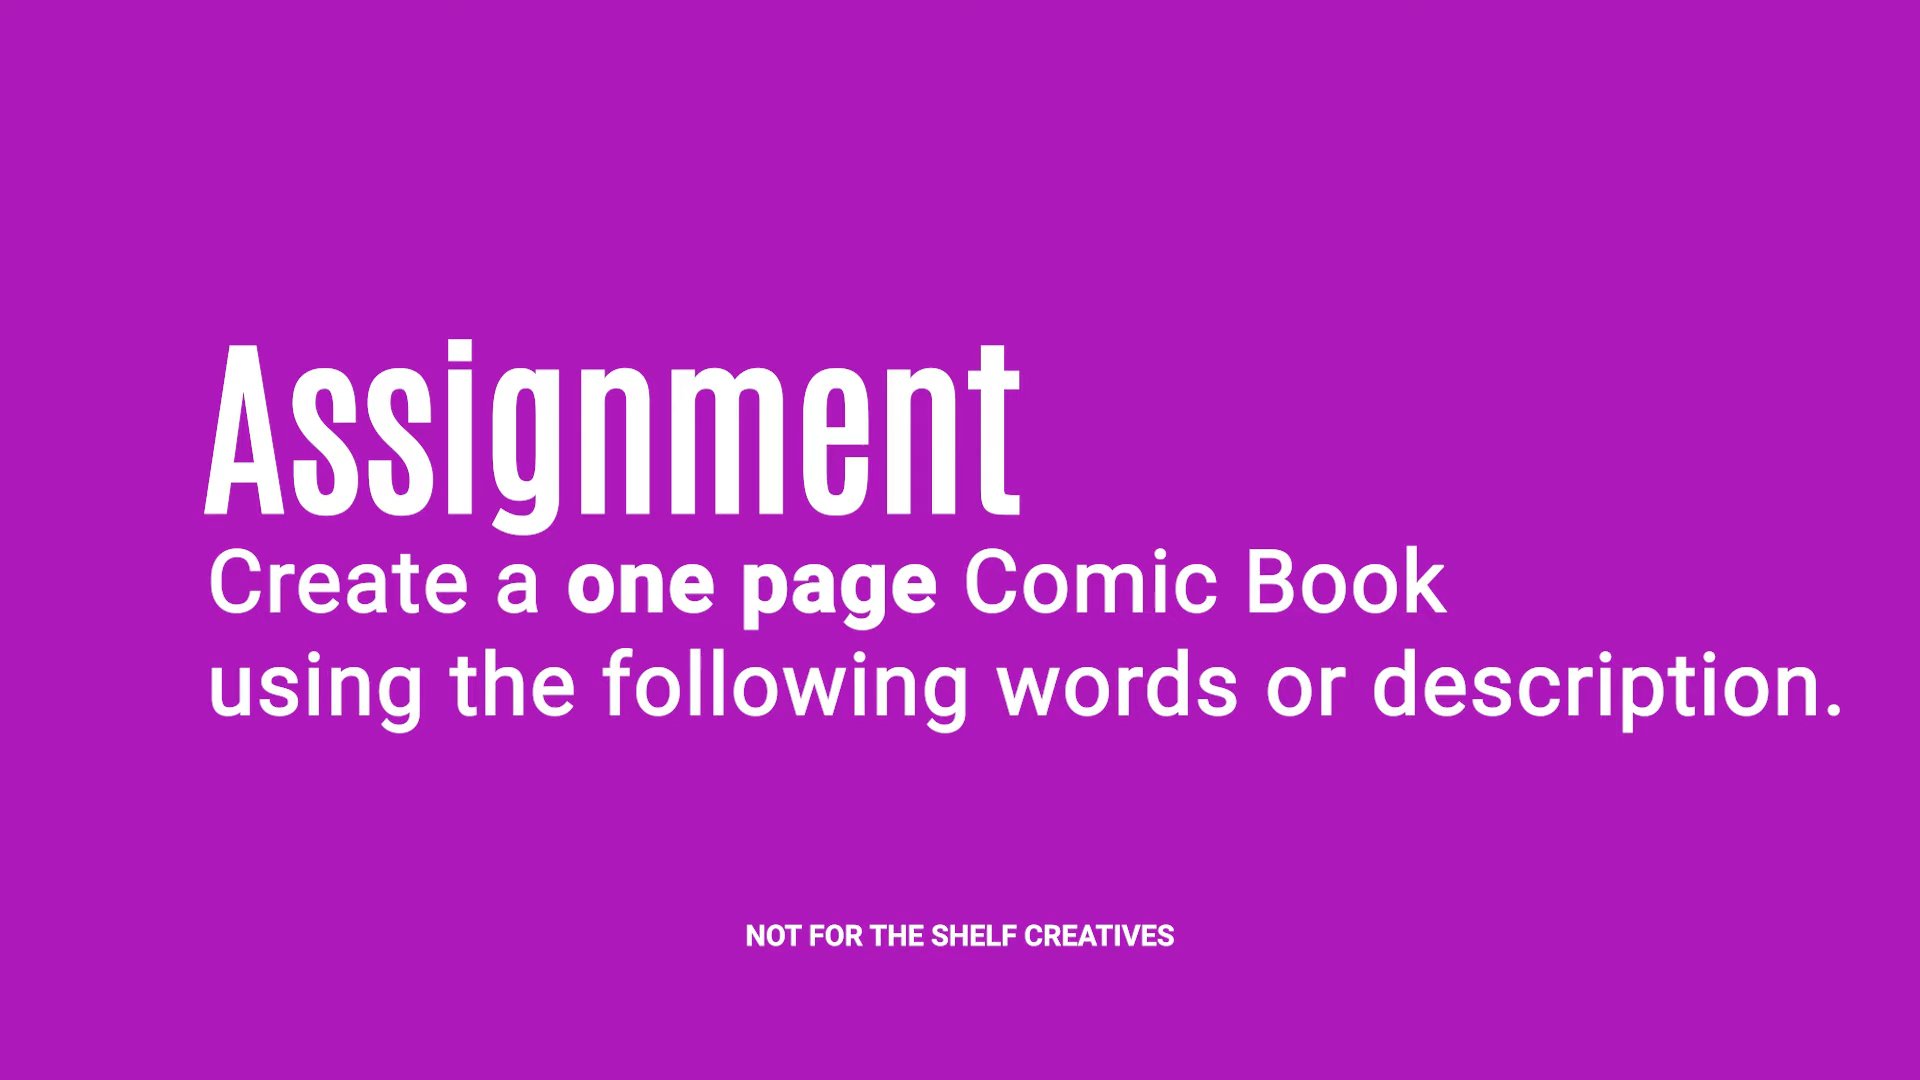 Assignment
Create a one page Comic Book
using the following words or description.
NOT FOR THE SHELF CREATIVES